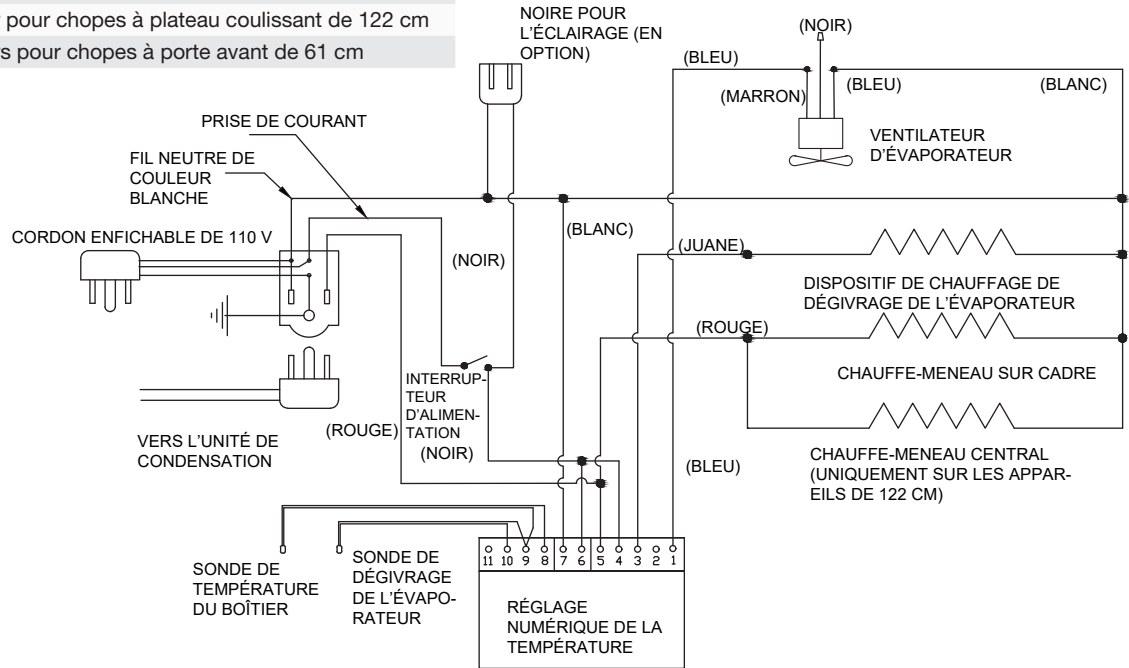 pour chopes à plateau coulissant de 122 cm
pour chopes à porte avant de 61 cm
NOIRE POUR
L'ÉCLAIRAGE (EN
OPTION)
(NOIR)
(BLEU)
(MARRON)
(BLEU)
(BLANC)
VENTILATEUR
D'ÉVAPORATEUR
PRISE DE COURANT
FIL NEUTRE DE
COULEUR
BLANCHE
CORDON ENFICHABLE DE 110 V
(NOIR)
(BLANC)
(JUANE)
DISPOSITIF DE CHAUFFAGE DE
DÉGIVRAGE DE L'ÉVAPORATEUR
(ROUGE)
CHAUFFE-MENEAU SUR CADRE
INTERRUP-
TEUR
D'ALIMEN-
TATION
(NOIR)
(ROUGE)
VERS L'UNITÉ DE
CONDENSATION
(BLEU)
CHAUFFE-MENEAU CENTRAL
(UNIQUEMENT SUR LES APPAR-
EILS DE 122 CM)
SONDE DE
TEMPÉRATURE
DU BOÎTIER
SONDE DE
DÉGIVRAGE
DE L'ÉVAPO-
RATEUR
11 10 9 8 7 6 5 4 3 2 1
RÉGLAGE
NUMÉRIQUE DE LA
TEMPÉRATURE